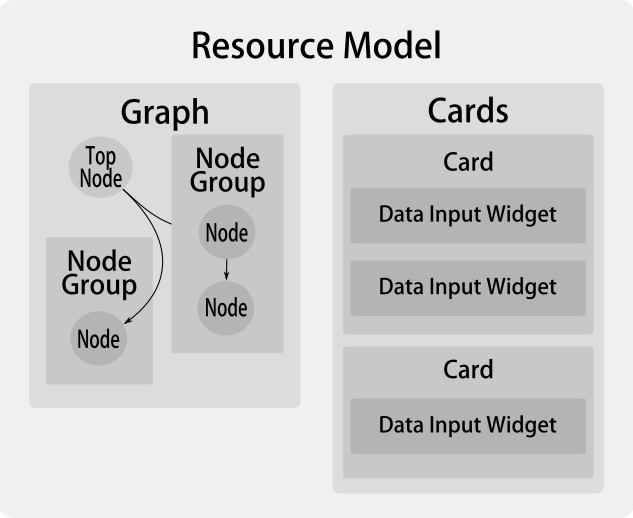 Resource Model
Graph
Top
Node
Node
Group
Node
Node
Node
Group
Node
Cards
Card
Data Input Widget
Data Input Widget
Card
Data Input Widget